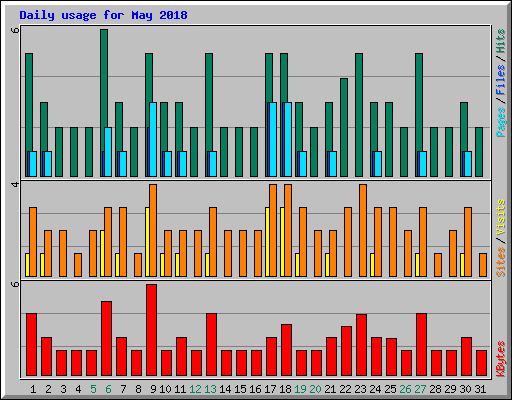 Daily usage for May 2018
6
Pages/Files/Hits
4
Sites/Visits
6
KBytes
1 2 3 4 5 6 7 8 9 10 11 12 13 14 15 16 17 18 19 20 21 22 23 24 25 26 27 28 29 30 31